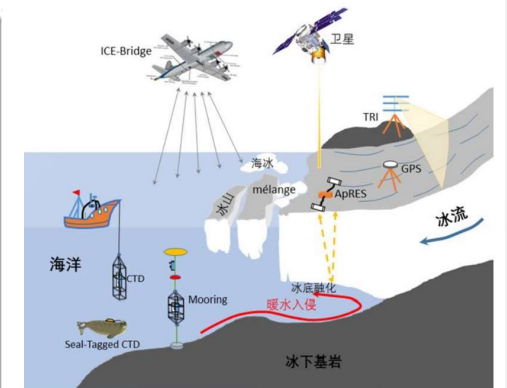 ICE-Bridge
卫星
TRI
GPS
海冰
mélange
冰山
ApRES
冰流
海洋
CTD
Mooring
冰底融化
暖水入侵
Seal-Tagged CTD
冰下基岩